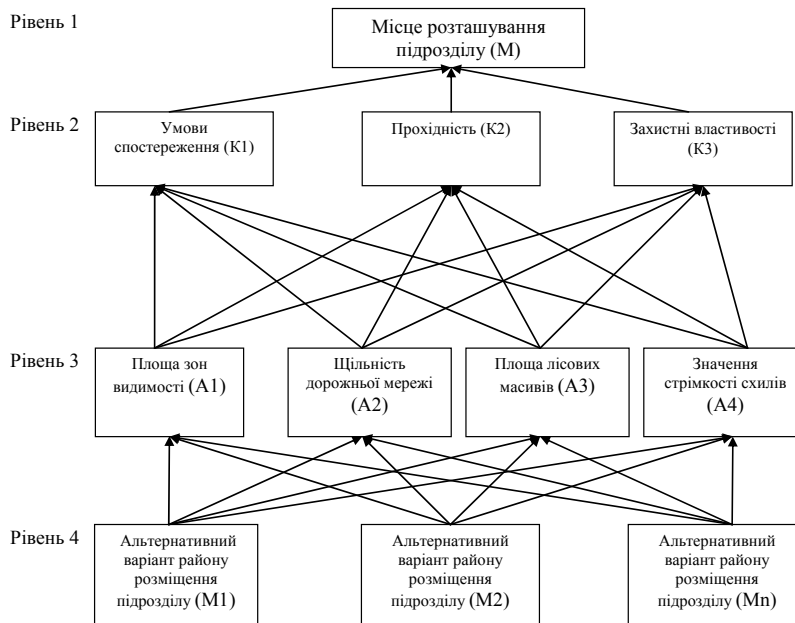 Рівень 1
Місце розташування
підрозділу (М)
Рівень 2
Умови
спостереження (К1)
Прохідність (К2)
Захистні властивості
(К3)
Рівень 3
Площа зон
видимості (А1)
Щільність
дорожньої мережі
(А2)
Площа лісових
масивів (А3)
Значення
стрімкості схилів
(А4)
Рівень 4
Альтернативний
варіант району
розміщення
підрозділу (М1)
Альтернативний
варіант району
розміщення
підрозділу (М2)
Альтернативний
варіант району
розміщення
підрозділу (Мn)